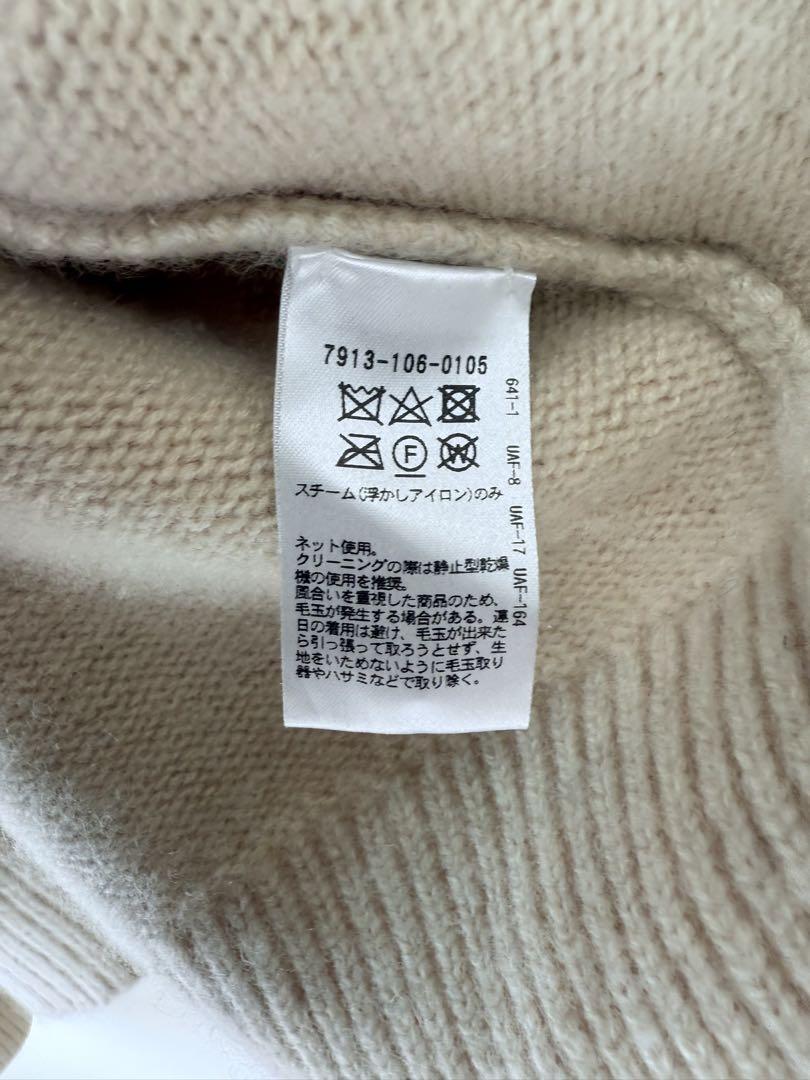 7913-106-0105
F W
スチーム(浮かしアイロン)のみ
ネット使用。
クリーニングの際は静止型乾燥
機の使用を推奨。
風合いを重視した商品のため、
毛玉が発生する場合がある。連
日の着用は避け、毛玉が出来た
ら引っ張って取ろうとせず、生
地をいためないように毛玉取り
器やハサミなどで取り除く。
641-1 UAF-8 UAF-17 UAF-164